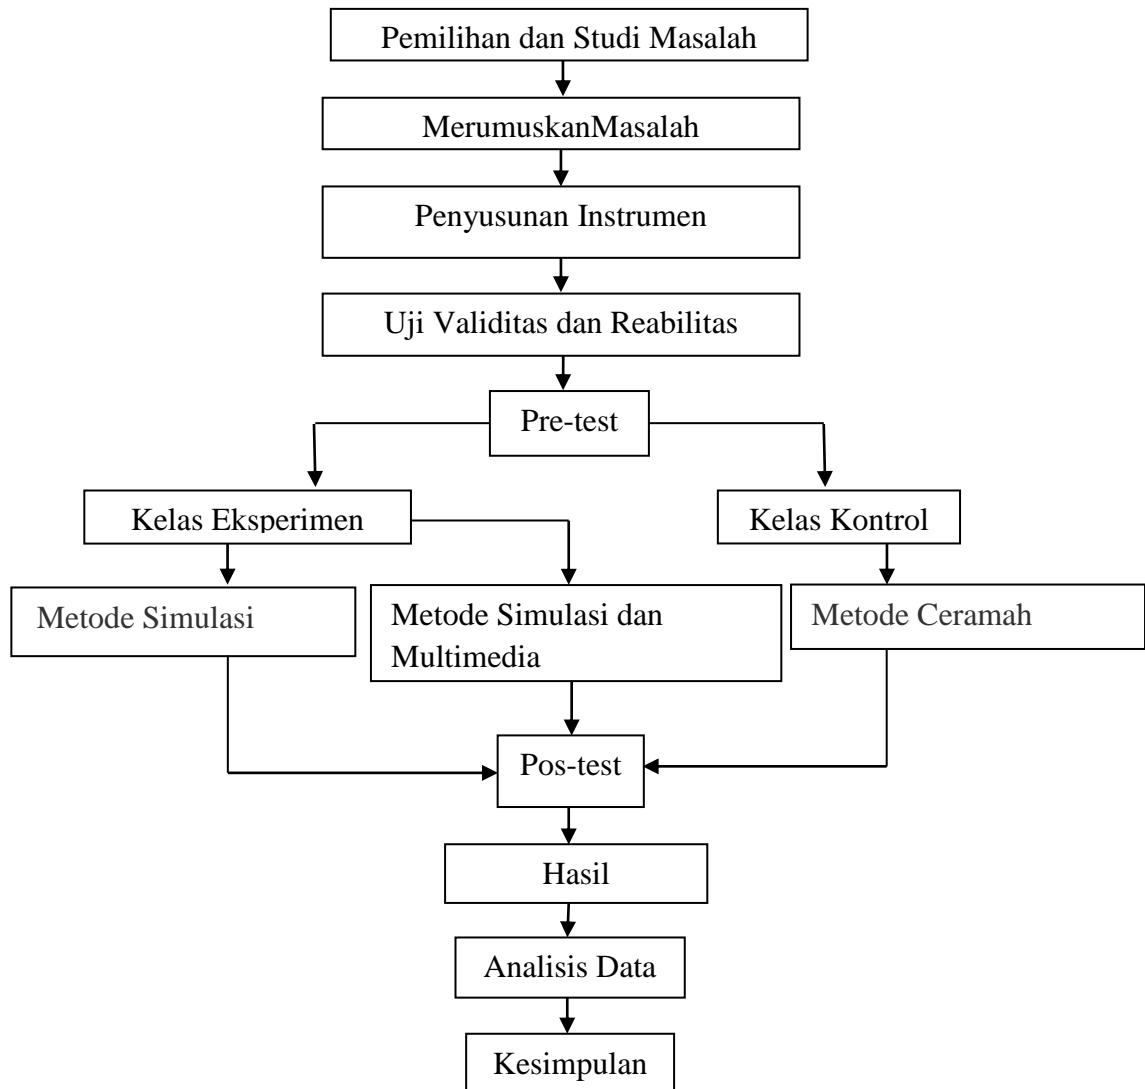 Pemilihan dan Studi Masalah
MerumuskanMasalah
Penyusunan Instrumen
Uji Validitas dan Reabilitas
Pre-test
Kelas Eksperimen
Kelas Kontrol
Metode Simulasi
Metode Simulasi dan
Multimedia
Metode Ceramah
Pos-test
Hasil
Analisis Data
Kesimpulan